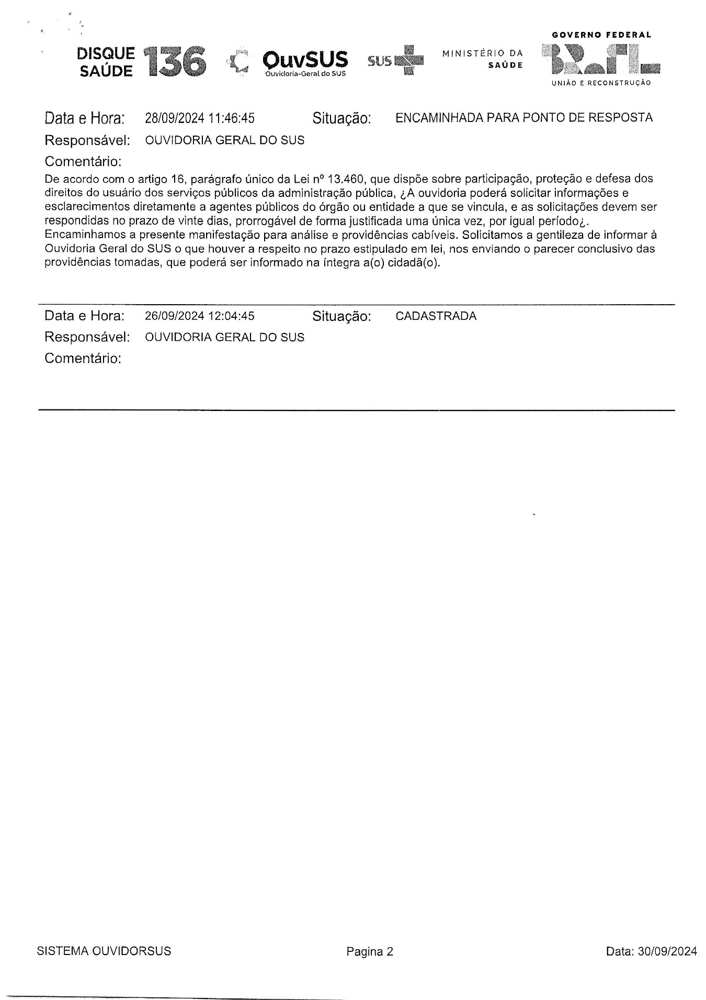 GOVERNO FEDERAL
DISQUE
SAÚDE
136
OuvSUS
Ouvidoria-Geral do SUS
SUS
MINISTÉRIO DA
SAÚDE
BRASIL
UNIÃO E RECONSTRUÇÃO
Data e Hora: 28/09/2024 11:46:45 Situação: ENCAMINHADA PARA PONTO DE RESPOSTA
Responsável: OUVIDORIA GERAL DO SUS
Comentário:
De acordo com o artigo 16, parágrafo único da Lei nº 13.460, que dispõe sobre participação, proteção e defesa dos
direitos do usuário dos serviços públicos da administração pública, ¿A ouvidoria poderá solicitar informações e
esclarecimentos diretamente a agentes públicos do órgão ou entidade a que se vincula, e as solicitações devem ser
respondidas no prazo de vinte dias, prorrogável de forma justificada uma única vez, por igual período¿.
Encaminhamos a presente manifestação para análise e providências cabíveis. Solicitamos a gentileza de informar à
Ouvidoria Geral do SUS o que houver a respeito no prazo estipulado em lei, nos enviando o parecer conclusivo das
providências tomadas, que poderá ser informado na íntegra a(o) cidadã(o).
Data e Hora: 26/09/2024 12:04:45 Situação: CADASTRADA
Responsável: OUVIDORIA GERAL DO SUS
Comentário:
SISTEMA OUVIDORSUS Pagina 2 Data: 30/09/2024